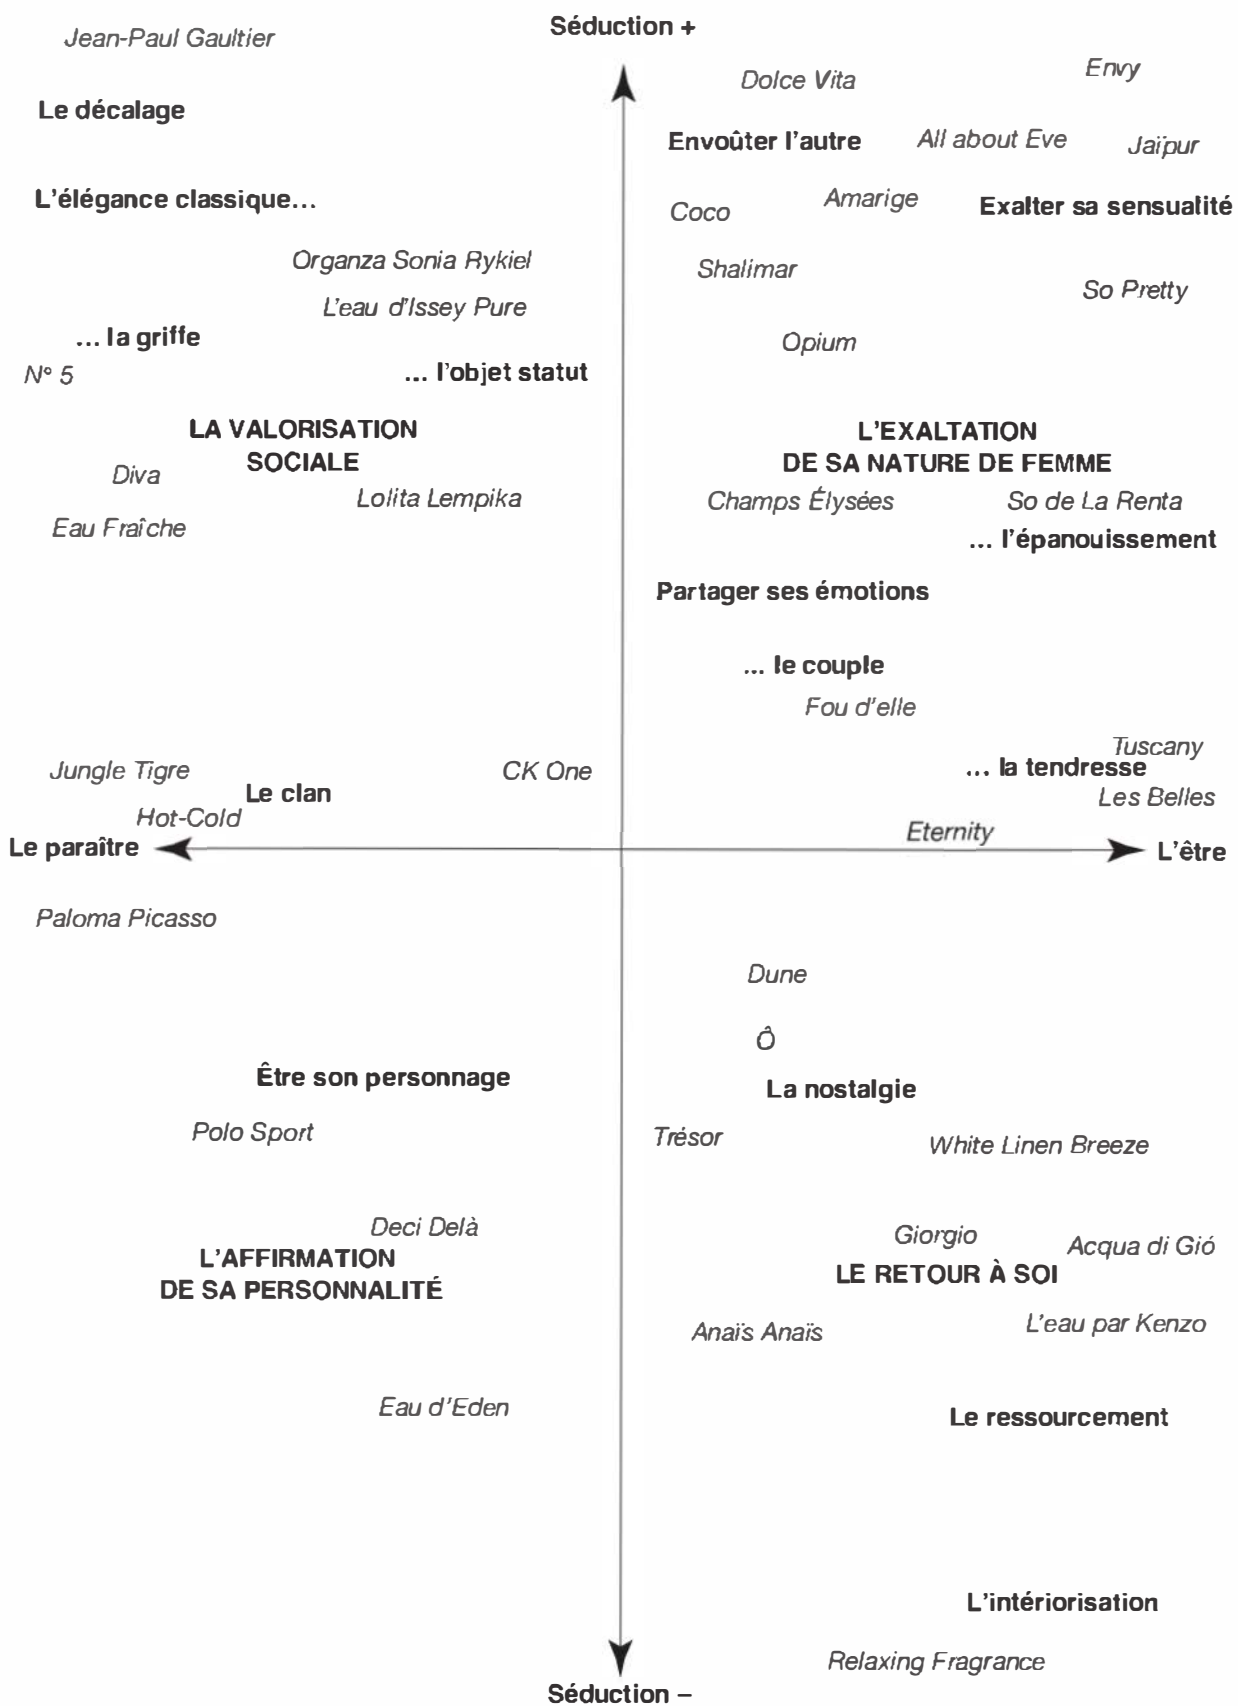 Séduction +
Jean-Paul Gaultier
Envy
Dolce Vita
Le décalage
Envoûter l'autre
All about Eve
Jaïpur
L'élégance classique...
Coco
Amarige
Exalter sa sensualité
Organza Sonia Rykiel
Shalimar
So Pretty
L'eau d'Issey Pure
... la griffe
Opium
N° 5
... l'objet statut
LA VALORISATION
SOCIALE
L'EXALTATION
DE SA NATURE DE FEMME
Diva
Lolita Lempika
Champs Élysées
So de La Renta
Eau Fraîche
... l'épanouissement
Partager ses émotions
... le couple
Fou d'elle
Tuscany
Jungle Tigre
CK One
... la tendresse
Le clan
Les Belles
Hot-Cold
Eternity
Le paraître
L'être
Paloma Picasso
Dune
Ô
Être son personnage
La nostalgie
Polo Sport
Trésor
White Linen Breeze
Deci Delà
Giorgio
Acqua di Gió
L'AFFIRMATION
DE SA PERSONNALITÉ
LE RETOUR À SOI
Anaïs Anaïs
L'eau par Kenzo
Eau d'Eden
Le ressourcement
L'intériorisation
Relaxing Fragrance
Séduction –